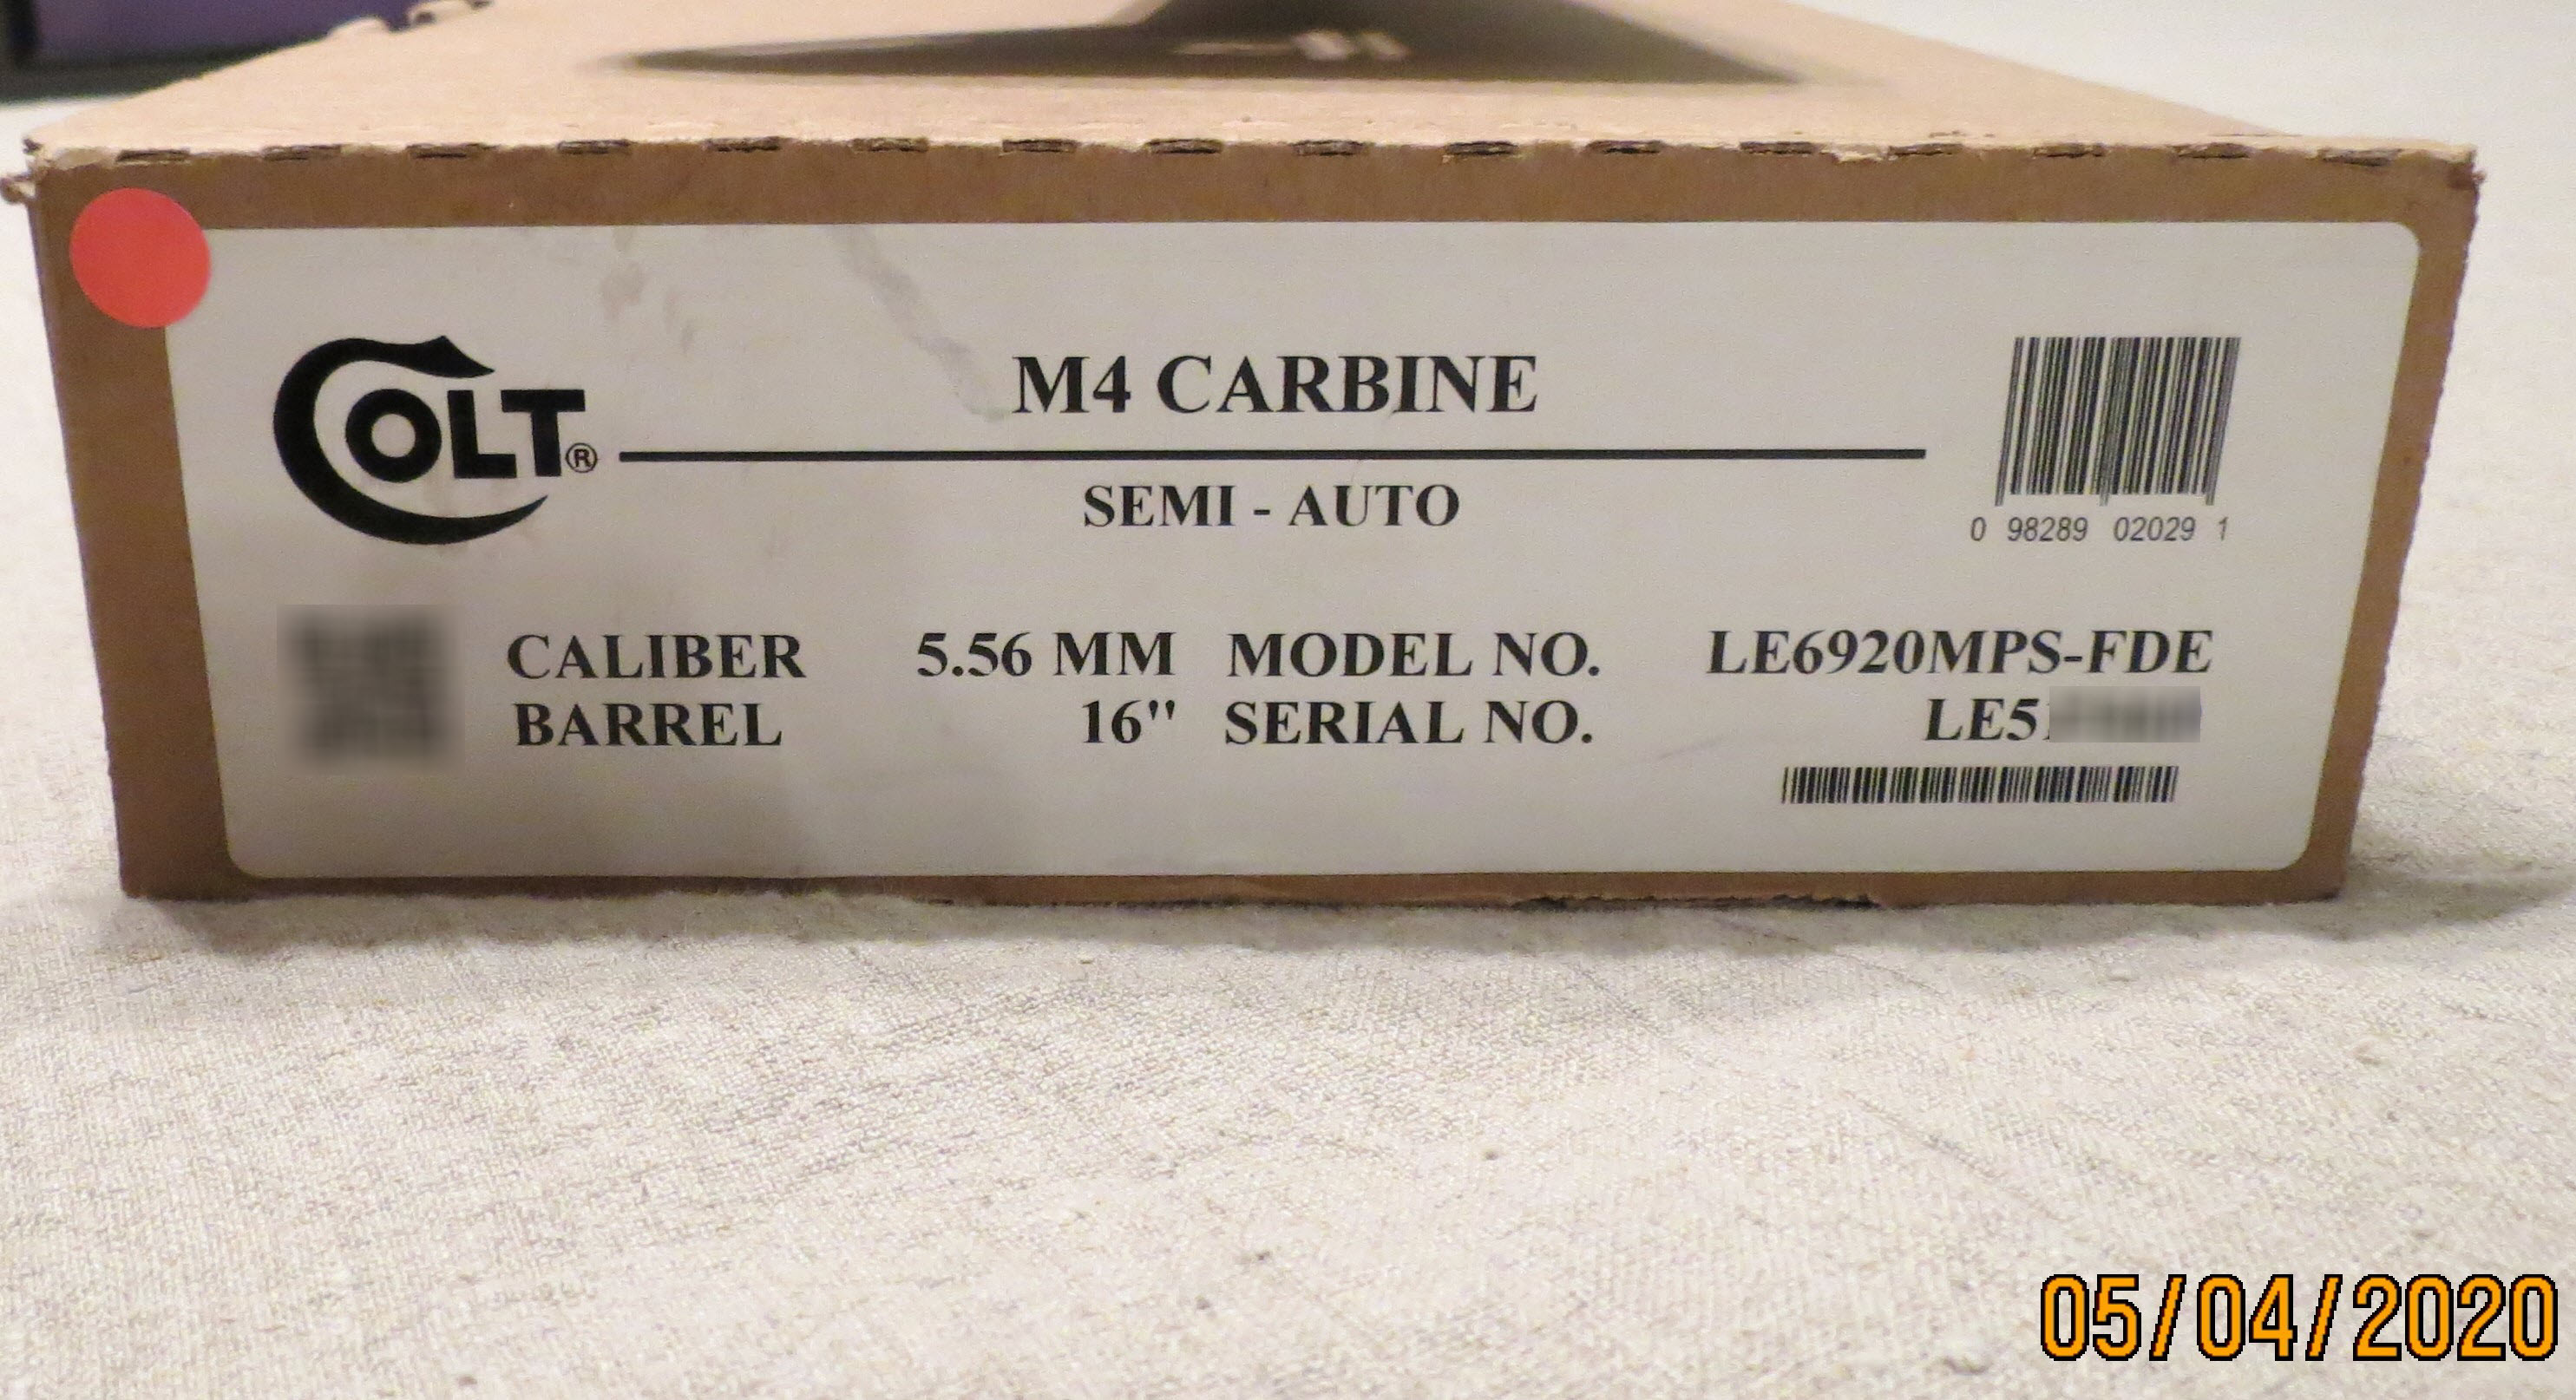 COLT®
M4 CARBINE
SEMI - AUTO
0 98289 02029 1
CALIBER 5.56 MM MODEL NO. LE6920MPS-FDE
BARREL 16" SERIAL NO. LE5
05/04/2020